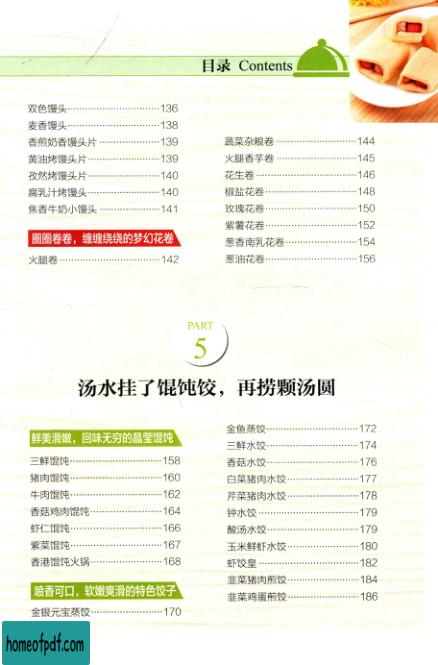 目录 Contents
双色馒头 136
麦香馒头 138
香煎奶香馒头片 139
黄油烤馒头片 139
孜然烤馒头片 140
腐乳汁烤馒头 140
焦香牛奶小馒头 141
圈圈卷卷，缠缠绕绕的梦幻花卷
火腿卷 142
蔬菜杂粮卷 144
火腿香芋卷 145
花生卷 146
椒盐花卷 148
玫瑰花卷 150
紫薯花卷 152
葱香南乳花卷 154
葱油花卷 156
PART
5
汤水挂了馄饨饺，再捞颗汤圆
鲜美滑嫩，回味无穷的晶莹馄饨
三鲜馄饨 158
猪肉馄饨 160
牛肉馄饨 162
香菇鸡肉馄饨 164
虾仁馄饨 166
紫菜馄饨 167
香港馄饨火锅 168
喷香可口，软嫩爽滑的特色饺子
金银元宝蒸饺 170
金鱼蒸饺 172
三鲜水饺 174
香菇水饺 176
白菜猪肉水饺 177
芹菜猪肉水饺 178
钟水饺 179
酸汤水饺 179
玉米鲜虾水饺 180
虾饺皇 182
韭菜猪肉煎饺 184
韭菜鸡蛋煎饺 186
homeofpdf.com